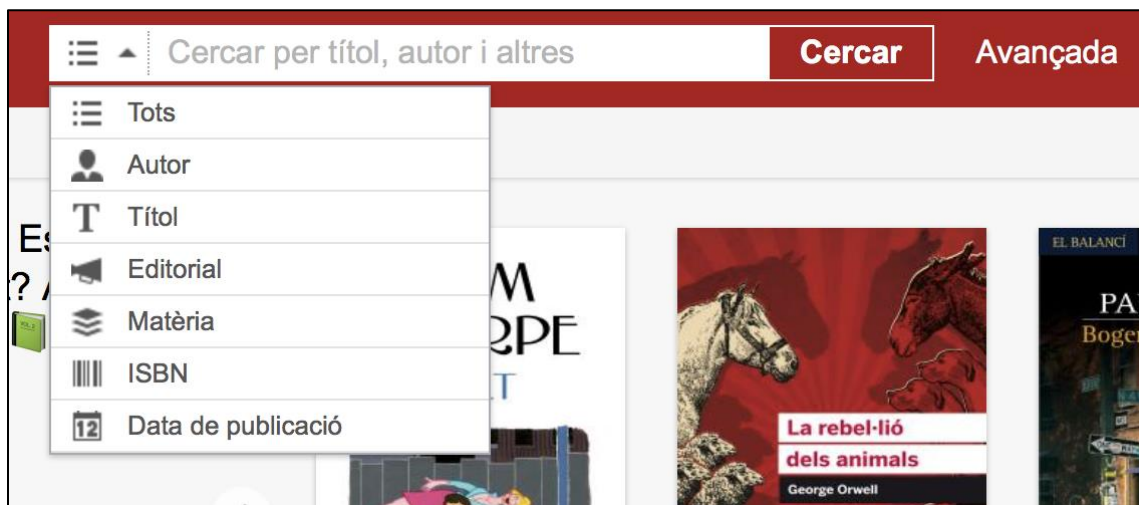 Cercar per títol, autor i altres
Cercar
Avançada
Tots
Autor
Títol
Editorial
Matèria
ISBN
12
Data de publicació
EL BALANCÍ
La rebel·lió
dels animals
George Orwell